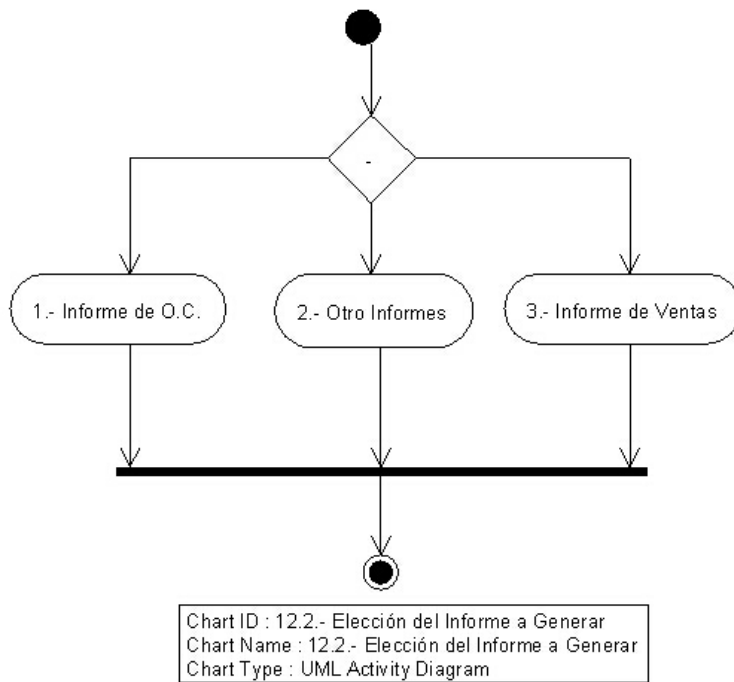 -
1.- Informe de O.C.
2.- Otro Informes
3.- Informe de Ventas
Chart ID : 12.2.- Elección del Informe a Generar
Chart Name : 12.2.- Elección del Informe a Generar
Chart Type : UML Activity Diagram